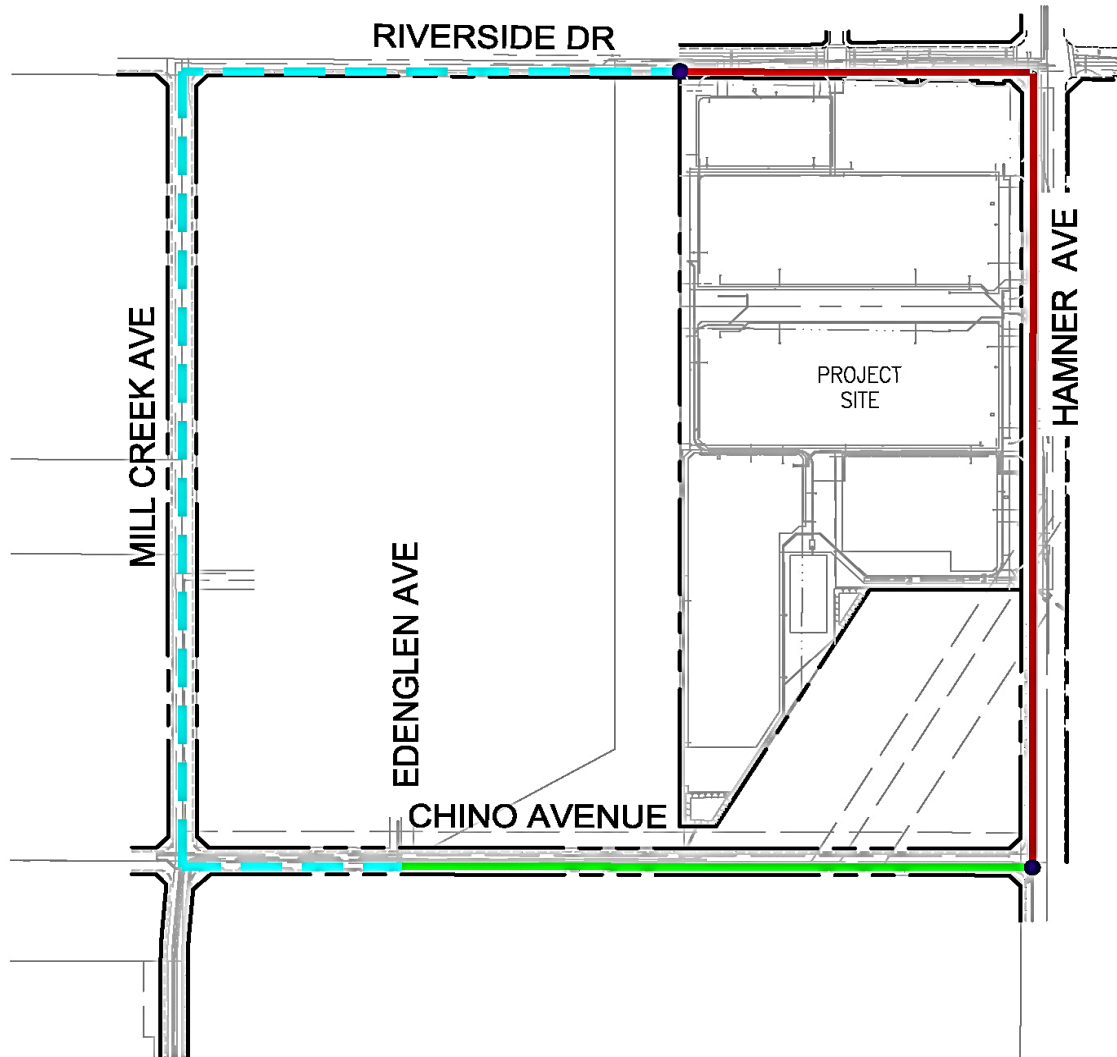 RIVERSIDE DR
HAMNER AVE
MILL CREEK AVE
PROJECT
SITE
EDENGLEN AVE
CHINO AVENUE